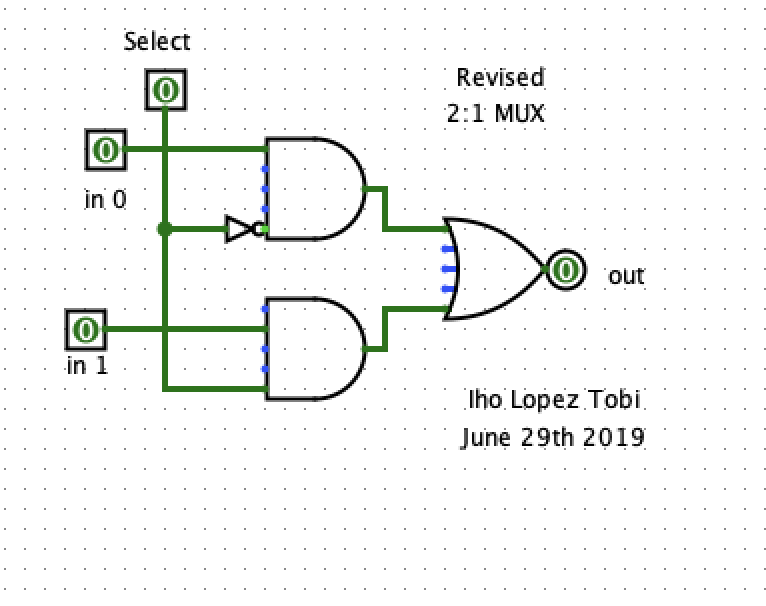 Select
0
Revised
2:1 MUX
0
in 0
0
out
0
in 1
Iho Lopez Tobi
June 29th 2019